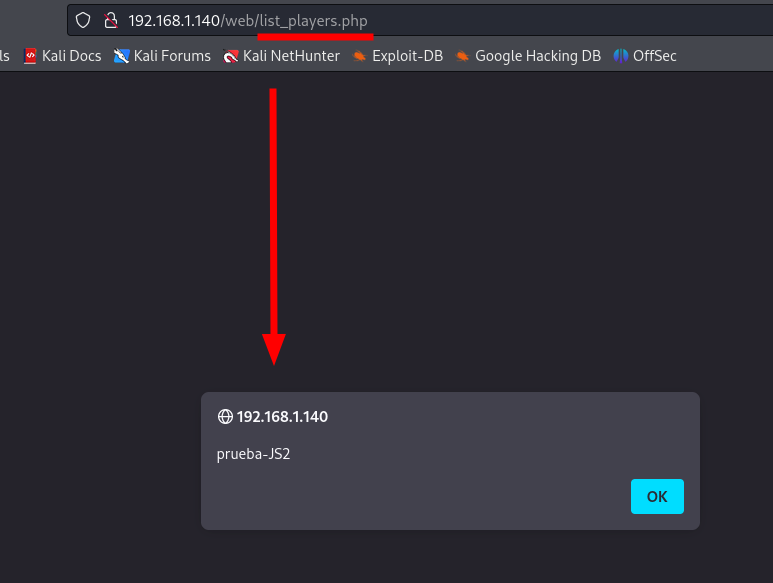 192.168.1.140/web/list_players.php
ls Kali Docs Kali Forums Kali NetHunter Exploit-DB Google Hacking DB OffSec
192.168.1.140
prueba-JS2
OK